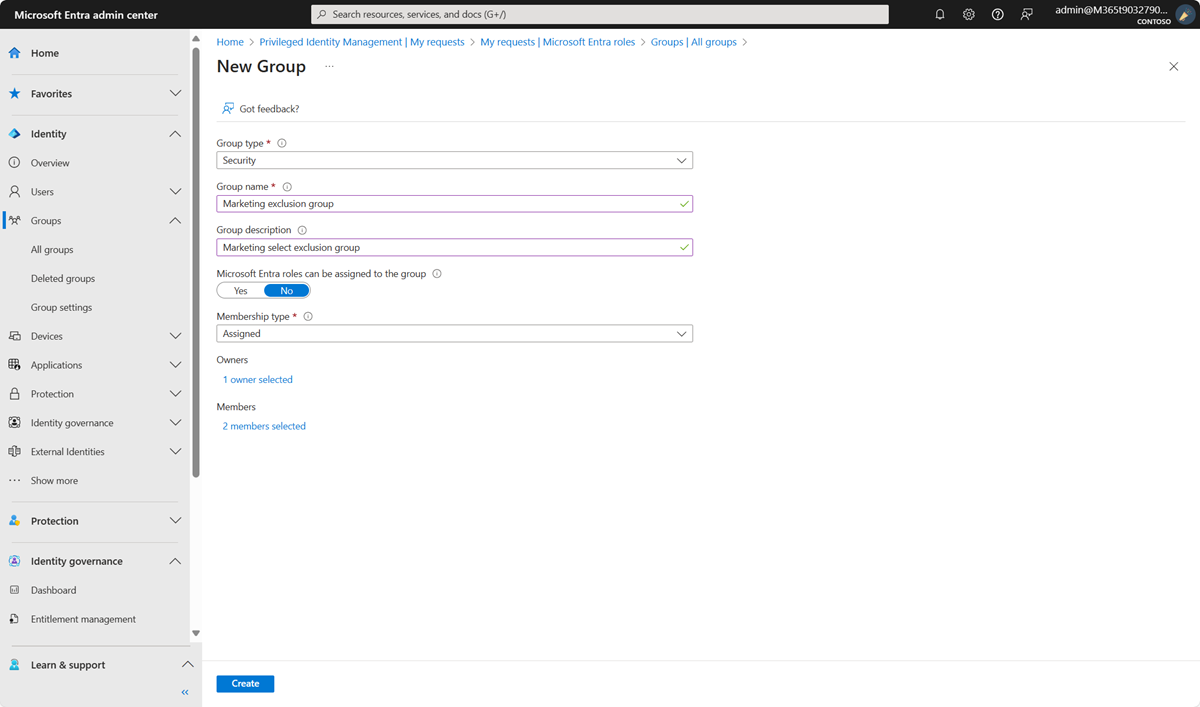 Microsoft Entra admin center
Search resources, services, and docs (G+/)
admin@M365t9032790...
CONTOSO
Home
Favorites
Identity
Overview
Users
Groups
All groups
Deleted groups
Group settings
Devices
Applications
Protection
Identity governance
External Identities
Show more
Protection
Identity governance
Dashboard
Entitlement management
Learn & support
Home > Privileged Identity Management | My requests > My requests | Microsoft Entra roles > Groups | All groups >
New Group ...
Got feedback?
Group type *
Security
Group name *
Marketing exclusion group
Group description
Marketing select exclusion group
Microsoft Entra roles can be assigned to the group
Yes No
Membership type *
Assigned
Owners
1 owner selected
Members
2 members selected
Create